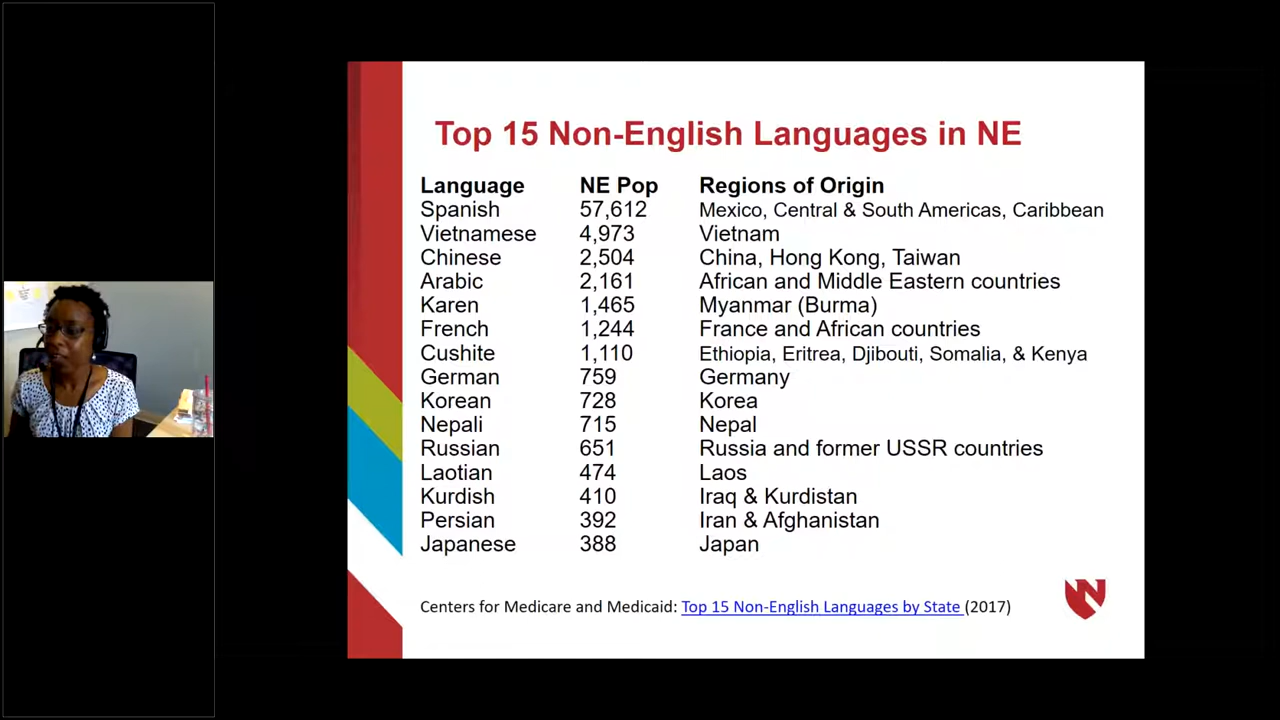 Top 15 Non-English Languages in NE
Language NE Pop Regions of Origin
Spanish 57,612 Mexico, Central & South Americas, Caribbean
Vietnamese 4,973 Vietnam
Chinese 2,504 China, Hong Kong, Taiwan
Arabic 2,161 African and Middle Eastern countries
Karen 1,465 Myanmar (Burma)
French 1,244 France and African countries
Cushite 1,110 Ethiopia, Eritrea, Djibouti, Somalia, & Kenya
German 759 Germany
Korean 728 Korea
Nepali 715 Nepal
Russian 651 Russia and former USSR countries
Laotian 474 Laos
Kurdish 410 Iraq & Kurdistan
Persian 392 Iran & Afghanistan
Japanese 388 Japan
Centers for Medicare and Medicaid: Top 15 Non-English Languages by State (2017)
N